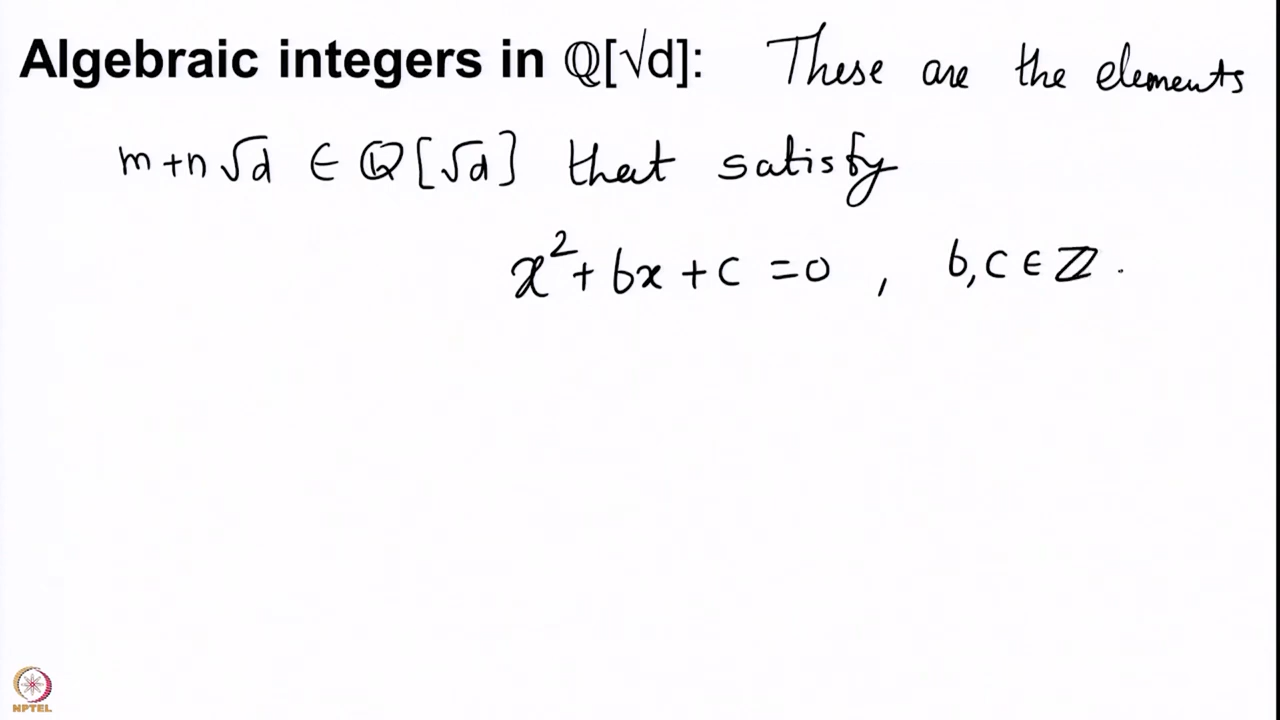 Algebraic integers in ℚ[√d]: These are the elements
m+n√d ∈ ℚ[√d] that satisfy
x²+bx+c=0, b,c∈ℤ.
NPTEL